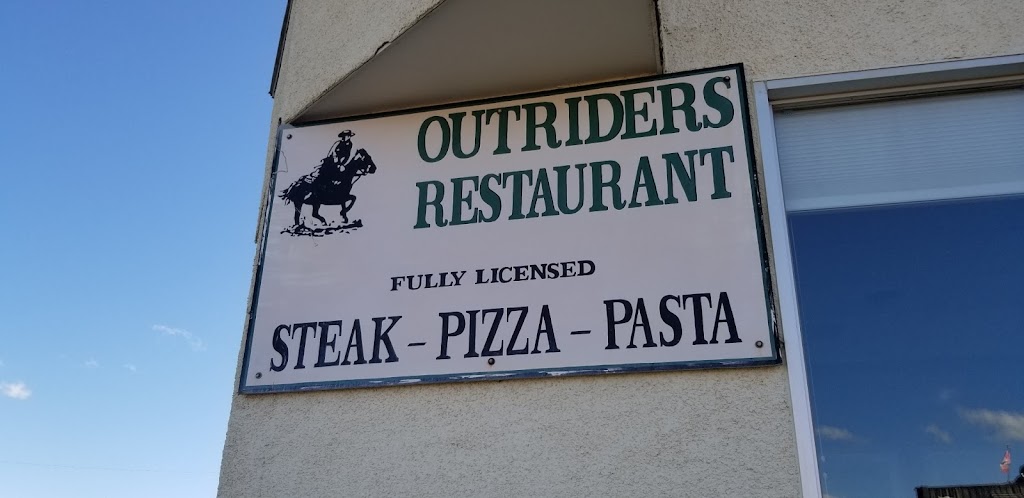 OUTRIDERS
RESTAURANT
FULLY LICENSED
STEAK - PIZZA - PASTA